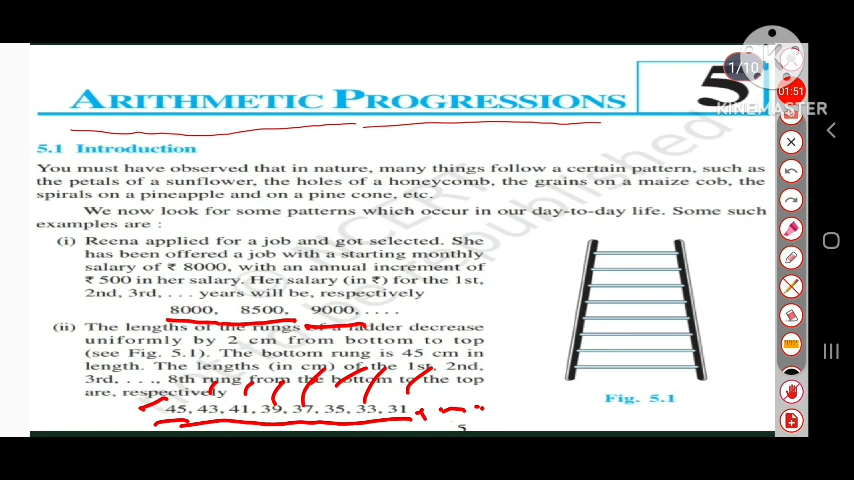 1/10
5
01:51
KINEMASTER
ARITHMETIC PROGRESSIONS
5.1 Introduction
You must have observed that in nature, many things follow a certain pattern, such as
the petals of a sunflower, the holes of a honeycomb, the grains on a maize cob, the
spirals on a pineapple and on a pine cone, etc.
We now look for some patterns which occur in our day-to-day life. Some such
examples are :
(i) Reena applied for a job and got selected. She
has been offered a job with a starting monthly
salary of ₹ 8000, with an annual increment of
₹ 500 in her salary. Her salary (in ₹) for the 1st,
2nd, 3rd, . . . years will be, respectively
8000, 8500, 9000, . . . .
(ii) The lengths of the rungs of a ladder decrease
uniformly by 2 cm from bottom to top
(see Fig. 5.1). The bottom rung is 45 cm in
length. The lengths (in cm) of the 1st, 2nd,
3rd, . . ., 8th rung from the bottom to the top
are, respectively
45, 43, 41, 39, 37, 35, 33, 31
Fig. 5.1
republished